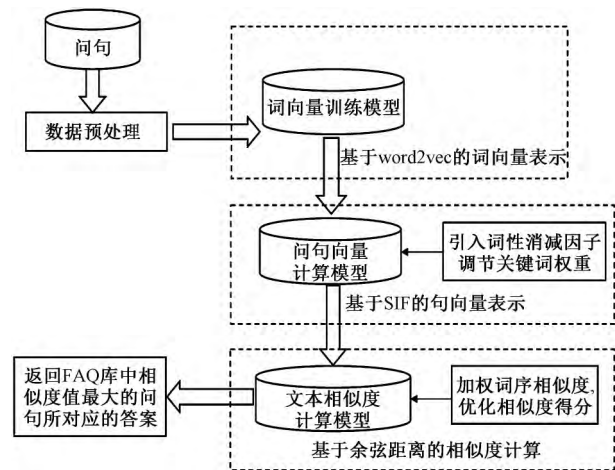 问句
数据预处理
词向量训练模型
基于word2vec的词向量表示
问句向量
计算模型
引入词性消减因子
调节关键词权重
基于SIF的句向量表示
返回FAQ库中相
似度值最大的问
句所对应的答案
文本相似度
计算模型
加权词序相似度,
优化相似度得分
基于余弦距离的相似度计算